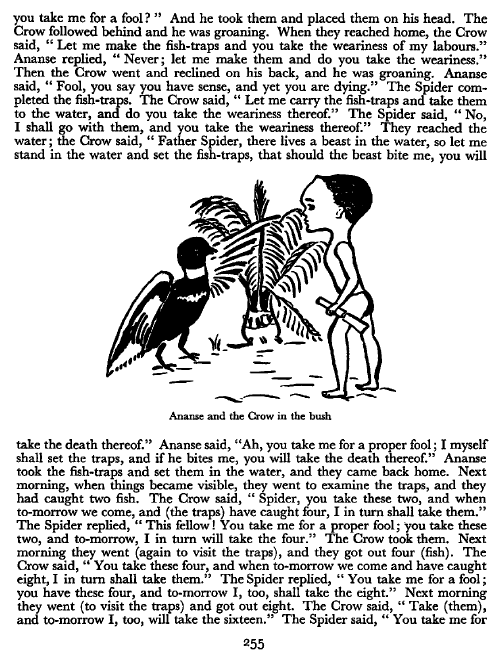 you take me for a fool?” And he took them and placed them on his head. The
Crow followed behind and he was groaning. When they reached home, the Crow
said, “Let me make the fish-traps and you take the weariness of my labours.”
Ananse replied, “Never; let me make them and do you take the weariness.”
Then the Crow went and reclined on his back, and he was groaning. Ananse
said, “Fool, you say you have sense, and yet you are dying.” The Spider com-
pleted the fish-traps. The Crow said, “Let me carry the fish-traps and take them
to the water, and do you take the weariness thereof.” The Spider said, “No,
I shall go with them, and you take the weariness thereof.” They reached the
water; the Crow said, “Father Spider, there lives a beast in the water, so let me
stand in the water and set the fish-traps, that should the beast bite me, you will
Ananse and the Crow in the bush
take the death thereof.” Ananse said, “Ah, you take me for a proper fool; I myself
shall set the traps, and if he bites me, you will take the death thereof.” Ananse
took the fish-traps and set them in the water, and they came back home. Next
morning, when things became visible, they went to examine the traps, and they
had caught two fish. The Crow said, “Spider, you take these two, and when
to-morrow we come, and (the traps) have caught four, I in turn shall take them.”
The Spider replied, “This fellow! You take me for a proper fool; you take these
two, and to-morrow, I in turn will take the four.” The Crow took them. Next
morning they went (again to visit the traps), and they got out four (fish). The
Crow said, “You take these four, and when to-morrow we come and have caught
eight, I in turn shall take them.” The Spider replied, “You take me for a fool;
you have these four, and to-morrow I, too, shall take the eight.” Next morning
they went (to visit the traps) and got out eight. The Crow said, “Take (them),
and to-morrow I, too, will take the sixteen.” The Spider said, “You take me for
255